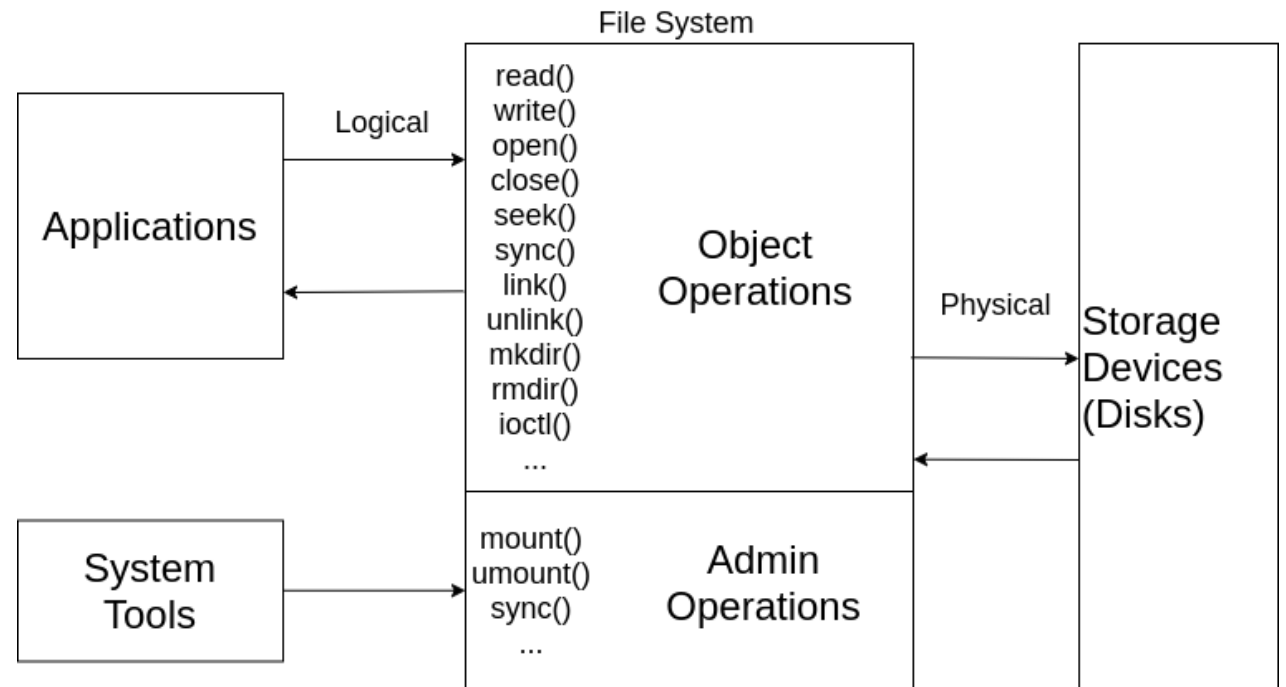 File System
Applications
Logical
read()
write()
open()
close()
seek()
sync()
link()
unlink()
mkdir()
rmdir()
ioctl()
...
Object
Operations
Physical
Storage
Devices
(Disks)
System
Tools
mount()
umount()
sync()
...
Admin
Operations